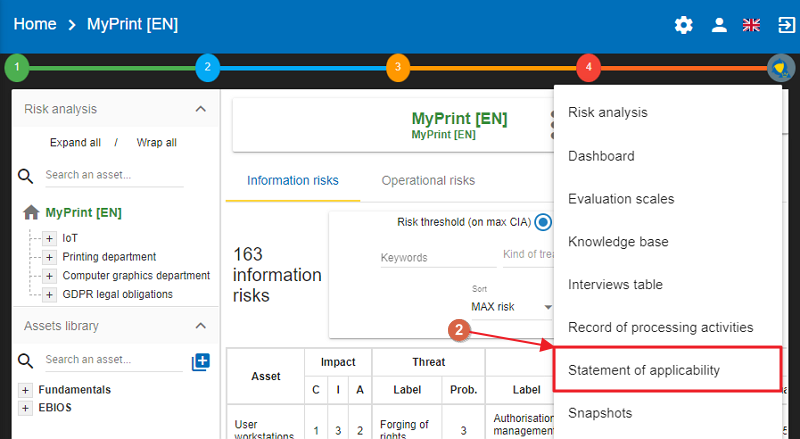 Home > MyPrint [EN]
1
2
3
4
Risk analysis
Expand all / Wrap all
Search an asset...
MyPrint [EN]
+ IoT
+ Printing department
+ Computer graphics department
+ GDPR legal obligations
Assets library
Search an asset...
+ Fundamentals
+ EBIOS
MyPrint [EN]
MyPrint [EN]
Information risks
Operational risks
163
information
risks
Risk threshold (on max CIA)
Keywords
Kind of trea
Sort
MAX risk
Asset
Impact
Threat
C I A
Label
Prob.
Label
User
workstations
1 3 2
Forging of
rights
3
Authorisation
management
Risk analysis
Dashboard
Evaluation scales
Knowledge base
Interviews table
Record of processing activities
2
Statement of applicability
Snapshots